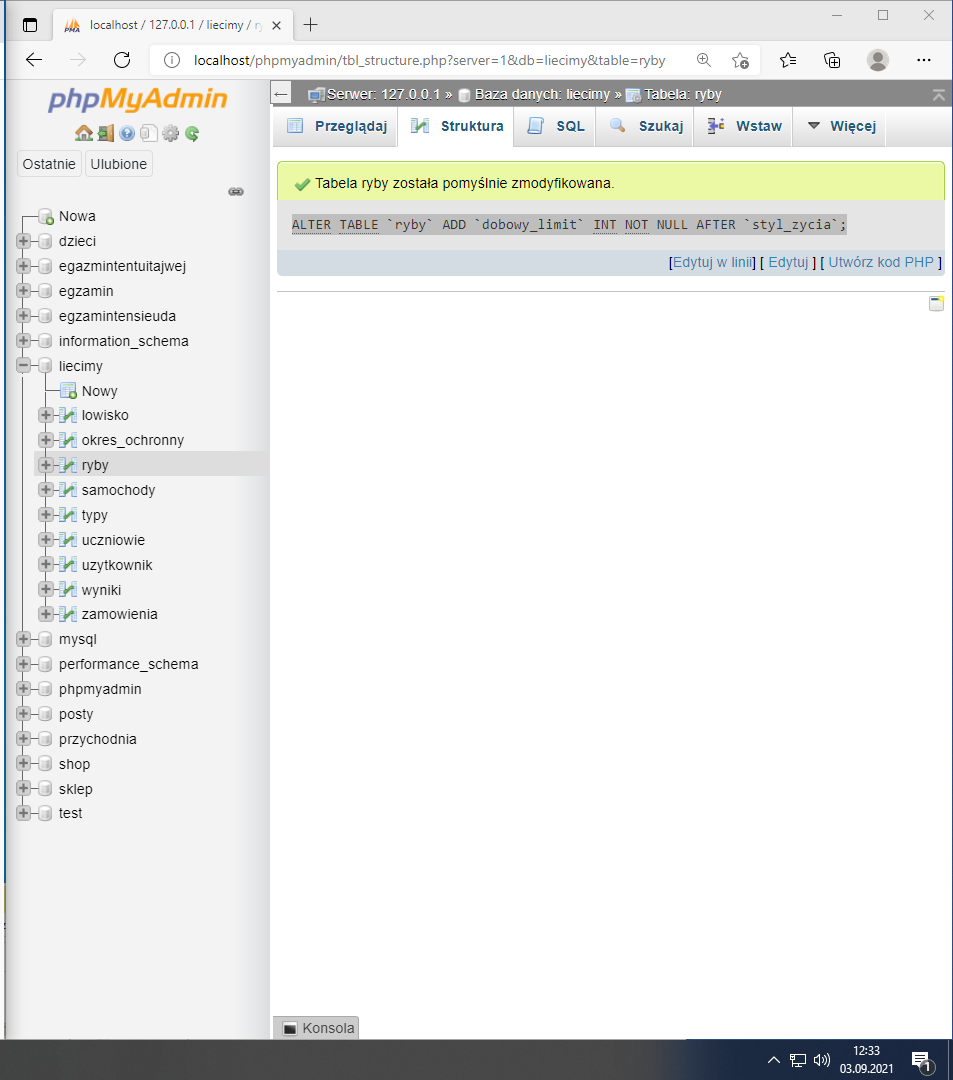 localhost / 127.0.0.1 / liecimy / ry
localhost/phpmyadmin/tbl_structure.php?server=1&db=liecimy&table=ryby
phpMyAdmin
Ostatnie Ulubione
Nowa
dzieci
egazmintentuitajwej
egzamin
egzamintensieuda
information_schema
liecimy
Nowy
lowisko
okres_ochronny
ryby
samochody
typy
uczniowie
uzytkownik
wyniki
zamowienia
mysql
performance_schema
phpmyadmin
posty
przychodnia
shop
sklep
test
Serwer: 127.0.0.1 » Baza danych: liecimy » Tabela: ryby
Przeglądaj Struktura SQL Szukaj Wstaw Więcej
Tabela ryby została pomyślnie zmodyfikowana.
ALTER TABLE `ryby` ADD `dobowy_limit` INT NOT NULL AFTER `styl_zycia`;
[Edytuj w linii] [ Edytuj ] [ Utwórz kod PHP ]
Konsola
12:33
03.09.2021
1